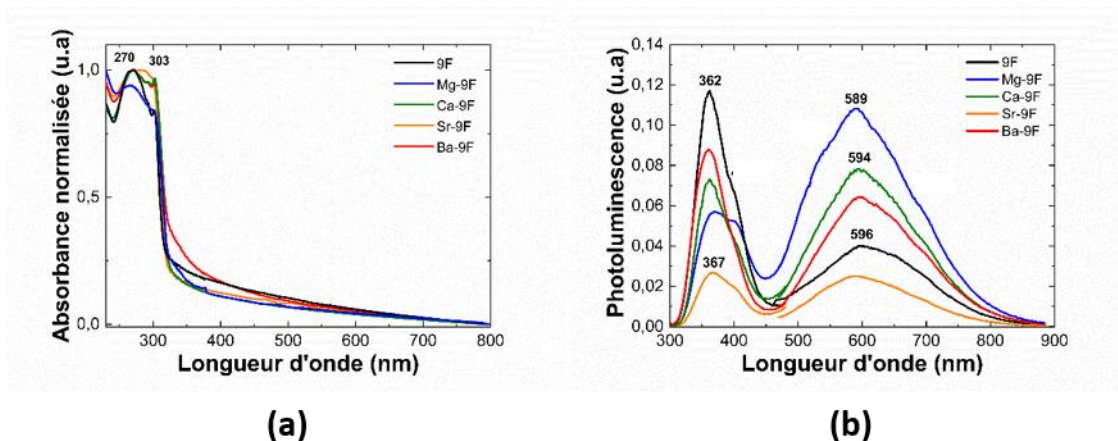 Absorbance normalisée (u.a)
270
303
1,0
0,5
0,0
9F
Mg-9F
Ca-9F
Sr-9F
Ba-9F
300 400 500 600 700 800
Longueur d'onde (nm)
(a)
Photoluminescence (u.a)
0,14
0,12
0,10
0,08
0,06
0,04
0,02
0,00
362
367
589
594
596
9F
Mg-9F
Ca-9F
Sr-9F
Ba-9F
300 400 500 600 700 800 900
Longueur d'onde (nm)
(b)